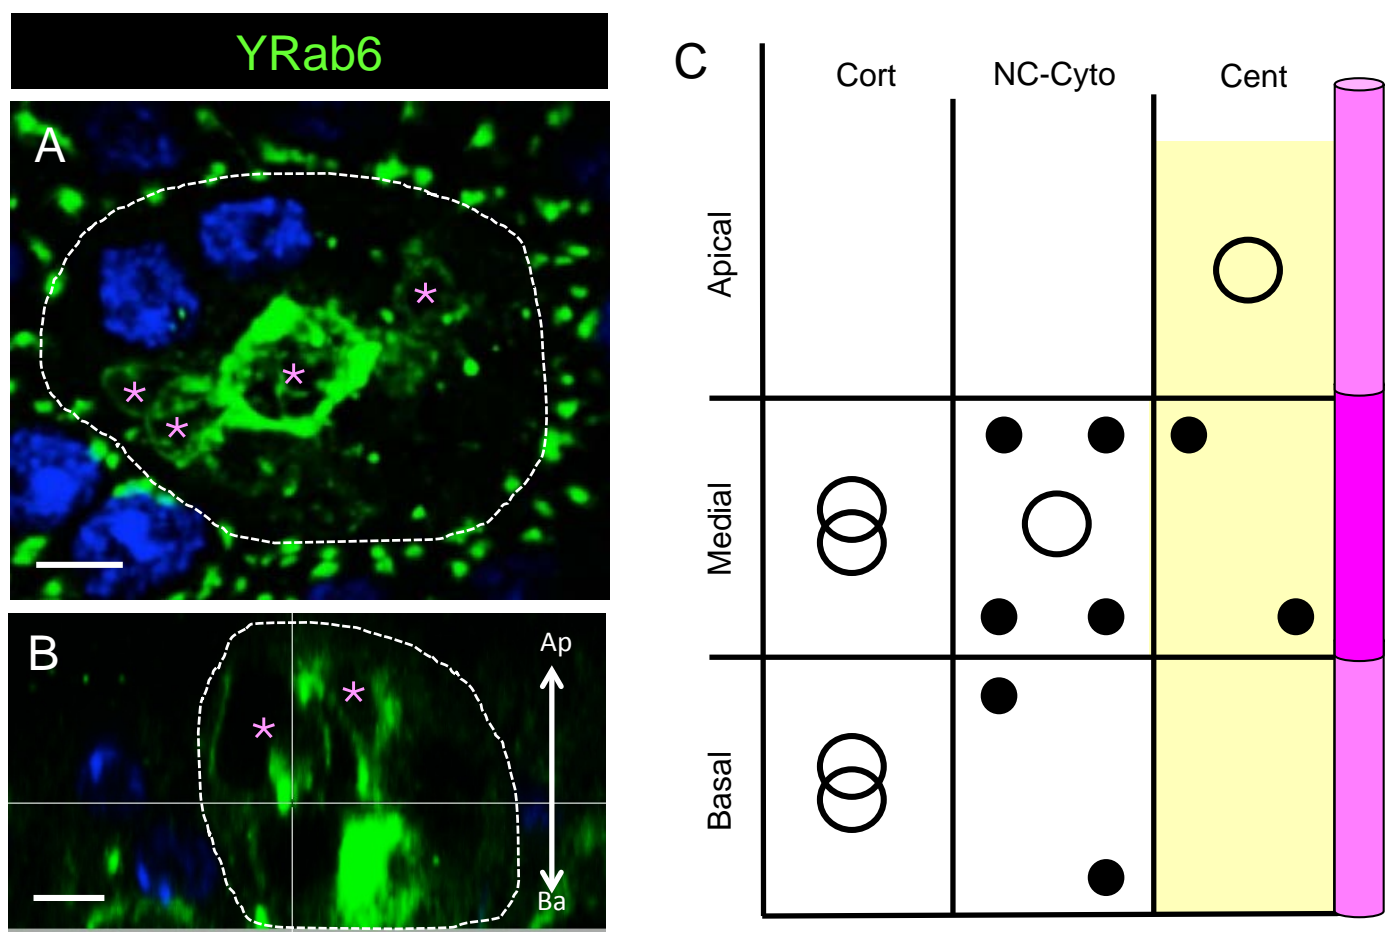 YRab6
A
*
*
*
*
B
Ap
*
*
Ba
C
Cort
NC-Cyto
Cent
Apical
Medial
Basal